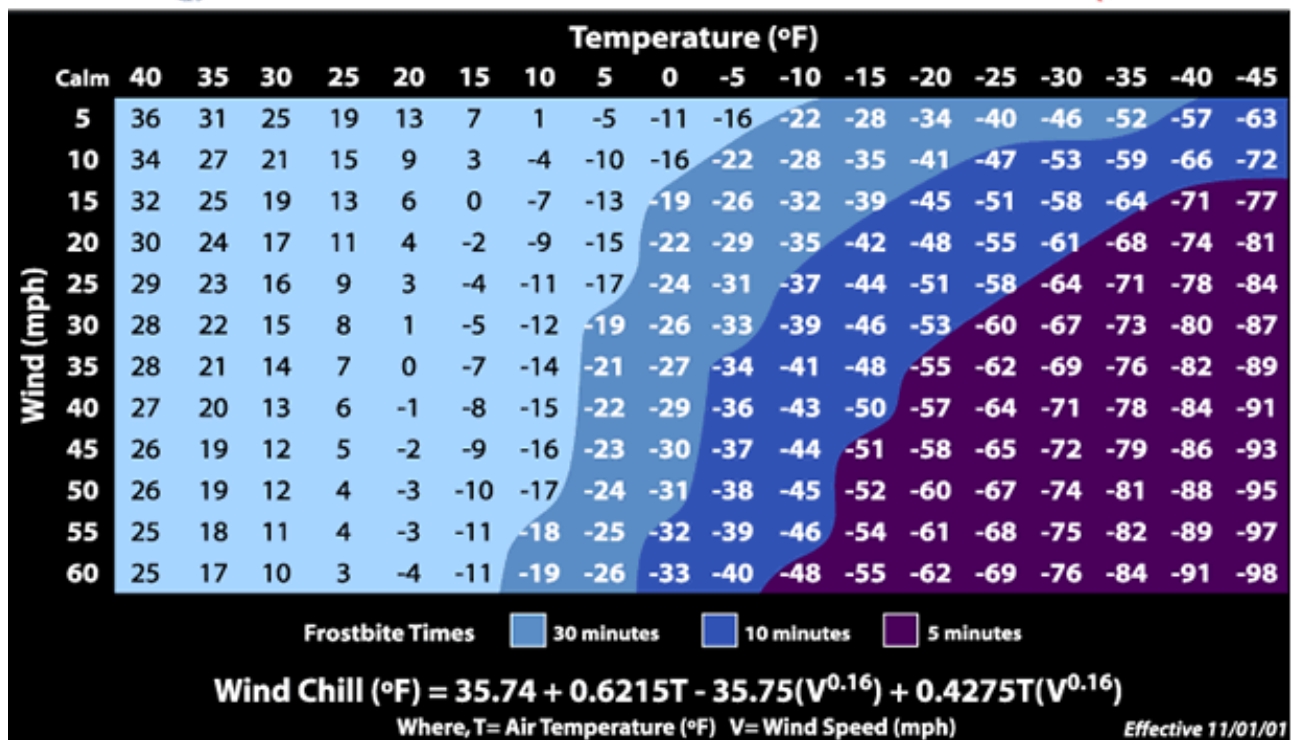 Temperature (ºF)
Calm 40 35 30 25 20 15 10 5 0 -5 -10 -15 -20 -25 -30 -35 -40 -45
Wind (mph)
5 36 31 25 19 13 7 1 -5 -11 -16 -22 -28 -34 -40 -46 -52 -57 -63
10 34 27 21 15 9 3 -4 -10 -16 -22 -28 -35 -41 -47 -53 -59 -66 -72
15 32 25 19 13 6 0 -7 -13 -19 -26 -32 -39 -45 -51 -58 -64 -71 -77
20 30 24 17 11 4 -2 -9 -15 -22 -29 -35 -42 -48 -55 -61 -68 -74 -81
25 29 23 16 9 3 -4 -11 -17 -24 -31 -37 -44 -51 -58 -64 -71 -78 -84
30 28 22 15 8 1 -5 -12 -19 -26 -33 -39 -46 -53 -60 -67 -73 -80 -87
35 28 21 14 7 0 -7 -14 -21 -27 -34 -41 -48 -55 -62 -69 -76 -82 -89
40 27 20 13 6 -1 -8 -15 -22 -29 -36 -43 -50 -57 -64 -71 -78 -84 -91
45 26 19 12 5 -2 -9 -16 -23 -30 -37 -44 -51 -58 -65 -72 -79 -86 -93
50 26 19 12 4 -3 -10 -17 -24 -31 -38 -45 -52 -60 -67 -74 -81 -88 -95
55 25 18 11 4 -3 -11 -18 -25 -32 -39 -46 -54 -61 -68 -75 -82 -89 -97
60 25 17 10 3 -4 -11 -19 -26 -33 -40 -48 -55 -62 -69 -76 -84 -91 -98
Frostbite Times 30 minutes 10 minutes 5 minutes
Wind Chill (ºF) = 35.74 + 0.6215T - 35.75(V^0.16) + 0.4275T(V^0.16)
Where, T= Air Temperature (ºF) V= Wind Speed (mph) Effective 11/01/01